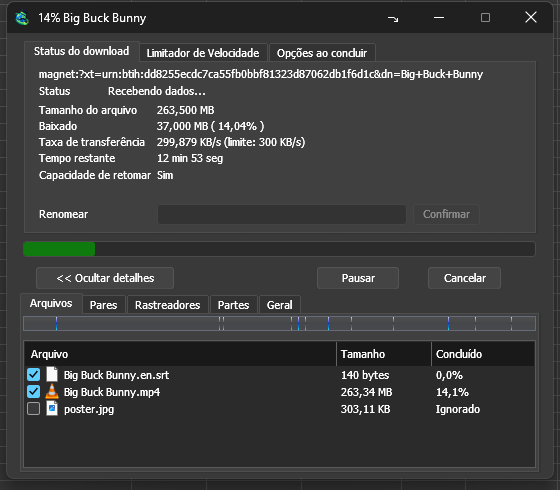 14% Big Buck Bunny
Status do download Limitador de Velocidade Opções ao concluir
magnet:?xt=urn:btih:dd8255ecdc7ca55fb0bbf81323d87062db1f6d1c&dn=Big+Buck+Bunny
Status Recebendo dados...
Tamanho do arquivo 263,500 MB
Baixado 37,000 MB ( 14,04% )
Taxa de transferência 299,879 KB/s (limite: 300 KB/s)
Tempo restante 12 min 53 seg
Capacidade de retomar Sim
Renomear Confirmar
<< Ocultar detalhes Pausar Cancelar
Arquivos Pares Rastreadores Partes Geral
Arquivo Tamanho Concluído
Big Buck Bunny.en.srt 140 bytes 0,0%
Big Buck Bunny.mp4 263,34 MB 14,1%
poster.jpg 303,11 KB Ignorado